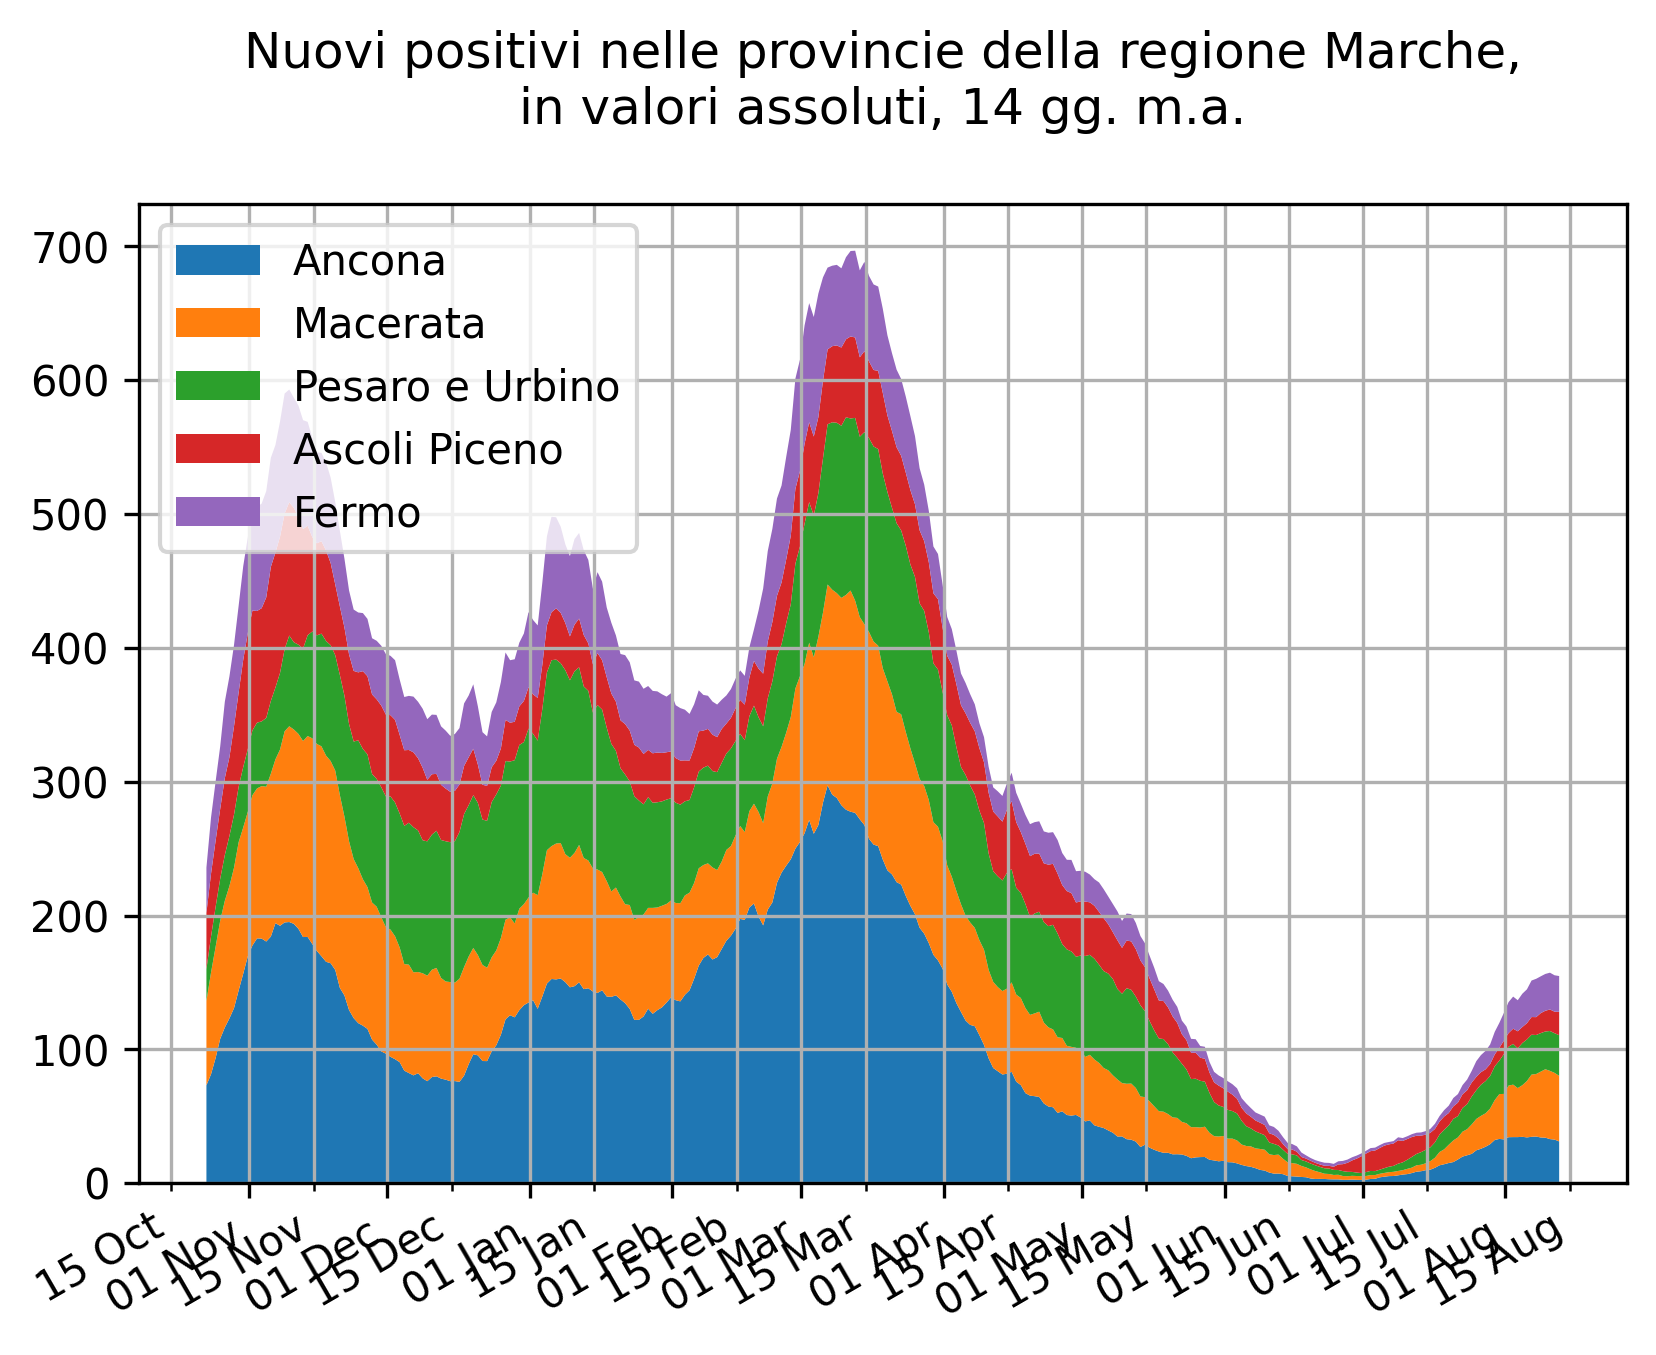 Nuovi positivi nelle provincie della regione Marche,
in valori assoluti, 14 gg. m.a.
700
600
500
400
300
200
100
0
Ancona
Macerata
Pesaro e Urbino
Ascoli Piceno
Fermo
15 Oct
01 Nov
15 Nov
01 Dec
15 Dec
01 Jan
15 Jan
01 Feb
15 Feb
01 Mar
15 Mar
01 Apr
15 Apr
01 May
15 May
01 Jun
15 Jun
01 Jul
15 Jul
01 Aug
15 Aug